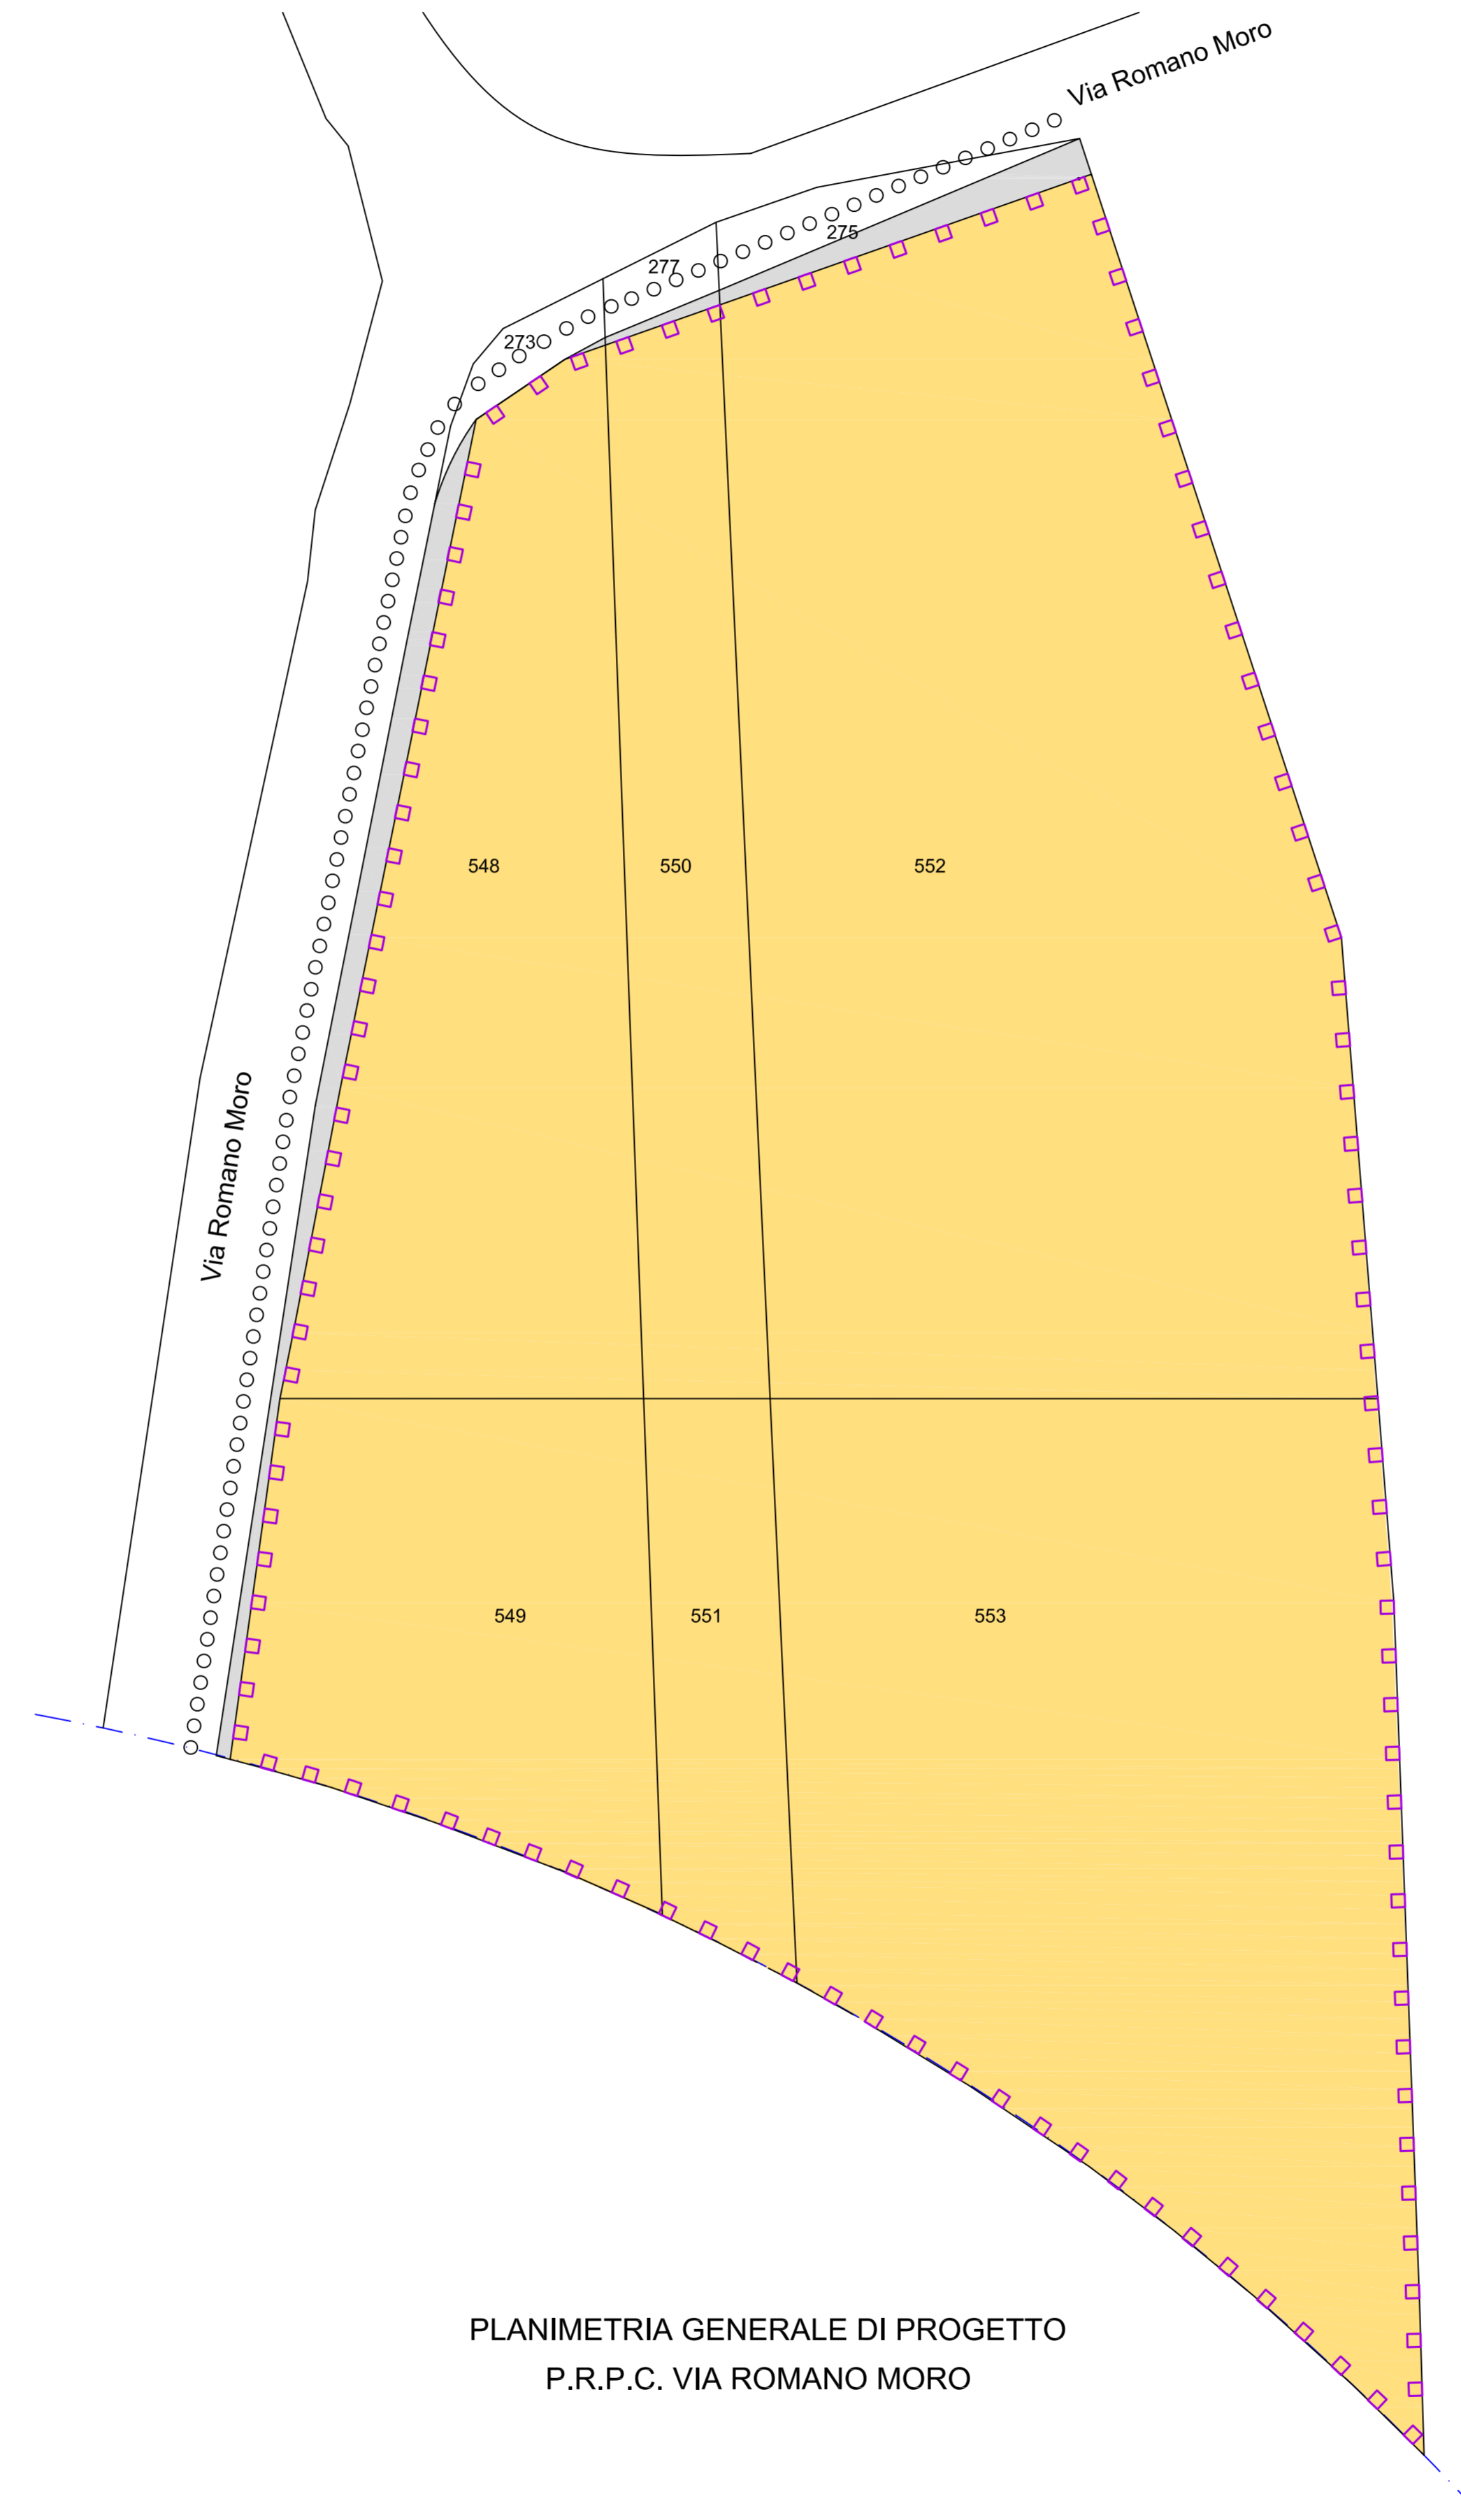 Via Romano Moro
275
277
273
548
550
552
Via Romano Moro
549
551
553
PLANIMETRIA GENERALE DI PROGETTO
P.R.P.C. VIA ROMANO MORO